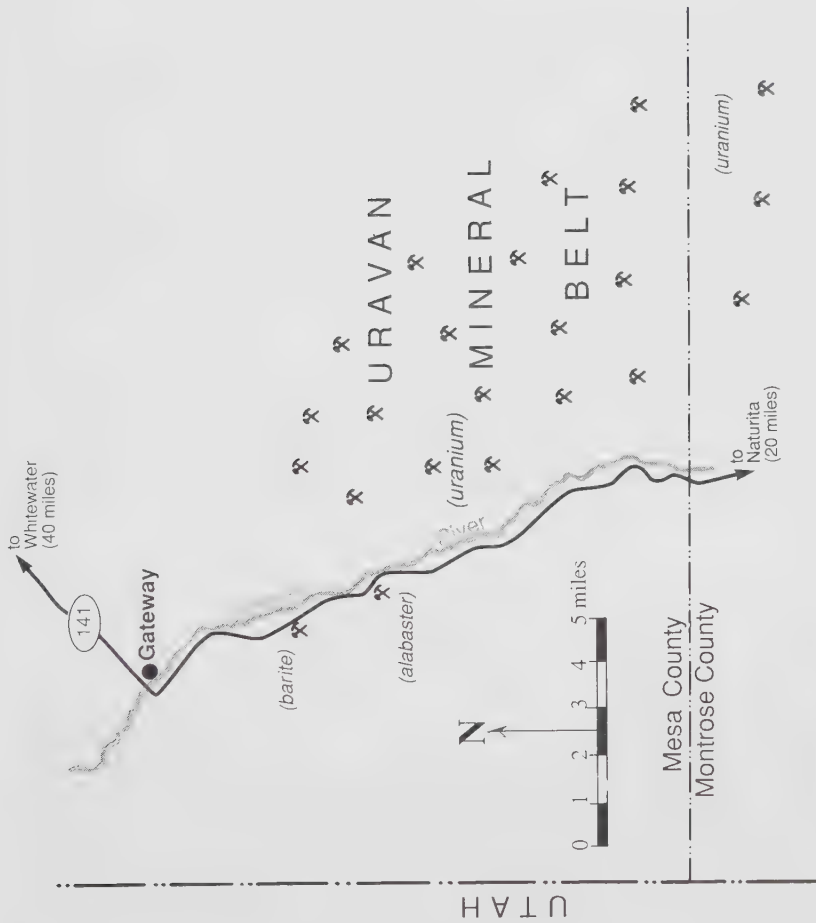 to
Whitewater
(40 miles)
141
Gateway
(barite)
(alabaster)
URAVAN
MINERAL
BELT
(uranium)
River
N
0 1 2 3 4 5 miles
to
Naturita
(20 miles)
(uranium)
Mesa County
Montrose County
UTAH